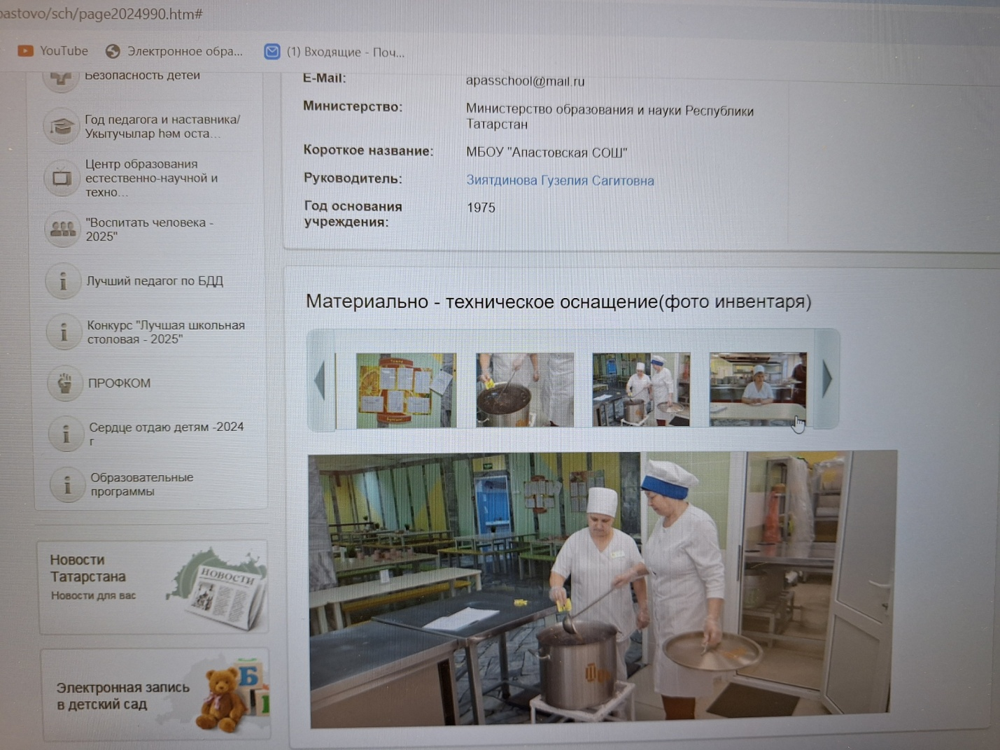 pastovo/sch/page2024990.htm#
YouTube
Электронное обра...
(1) Входящие - Поч...
Безопасность детей
Год педагога и наставника/
Укытучылар һәм оста...
Центр образования
естественно-научной и
техно...
"Воспитать человека -
2025"
Лучший педагог по БДД
Конкурс "Лучшая школьная
столовая - 2025"
ПРОФКОМ
Сердце отдаю детям -2024
г
Образовательные
программы
Новости
Татарстана
Новости для вас
НОВОСТИ
Электронная запись
в детский сад
Б
E-Mail:
apasschool@mail.ru
Министерство:
Министерство образования и науки Республики
Татарстан
Короткое название:
МБОУ "Апастовская СОШ"
Руководитель:
Зиятдинова Гузелия Сагитовна
Год основания
учреждения:
1975
Материально - техническое оснащение(фото инвентаря)